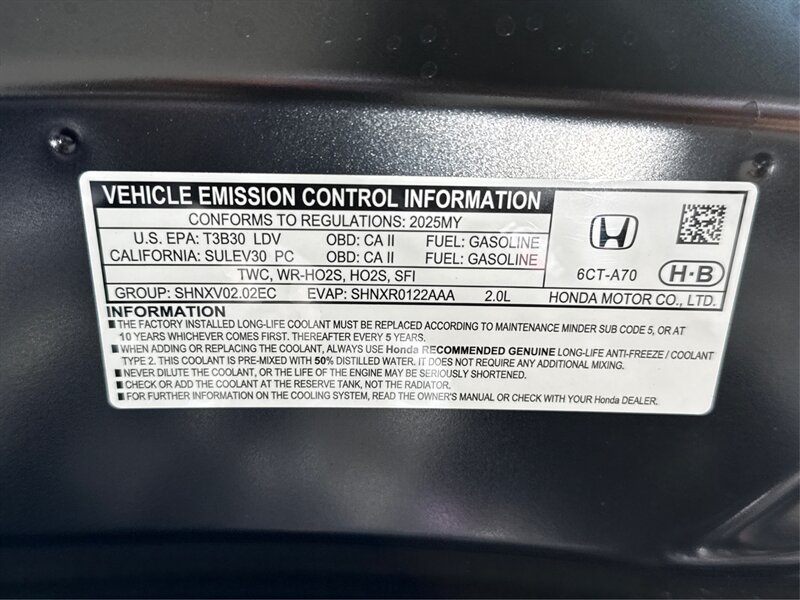 VEHICLE EMISSION CONTROL INFORMATION
CONFORMS TO REGULATIONS: 2025MY
U.S. EPA: T3B30 LDV OBD: CA II FUEL: GASOLINE
CALIFORNIA: SULEV30 PC OBD: CA II FUEL: GASOLINE
TWC, WR-HO2S, HO2S, SFI
6CT-A70 H·B
GROUP: SHNXV02.02EC EVAP: SHNXR0122AAA 2.0L HONDA MOTOR CO., LTD.
INFORMATION
■THE FACTORY INSTALLED LONG-LIFE COOLANT MUST BE REPLACED ACCORDING TO MAINTENANCE MINDER SUB CODE 5, OR AT
10 YEARS WHICHEVER COMES FIRST. THEREAFTER EVERY 5 YEARS.
■WHEN ADDING OR REPLACING THE COOLANT, ALWAYS USE Honda RECOMMENDED GENUINE LONG-LIFE ANTI-FREEZE / COOLANT
TYPE 2. THIS COOLANT IS PRE-MIXED WITH 50% DISTILLED WATER. IT DOES NOT REQUIRE ANY ADDITIONAL MIXING.
■NEVER DILUTE THE COOLANT, OR THE LIFE OF THE ENGINE MAY BE SERIOUSLY SHORTENED.
■CHECK OR ADD THE COOLANT AT THE RESERVE TANK, NOT THE RADIATOR.
■FOR FURTHER INFORMATION ON THE COOLING SYSTEM, READ THE OWNER'S MANUAL OR CHECK WITH YOUR Honda DEALER.